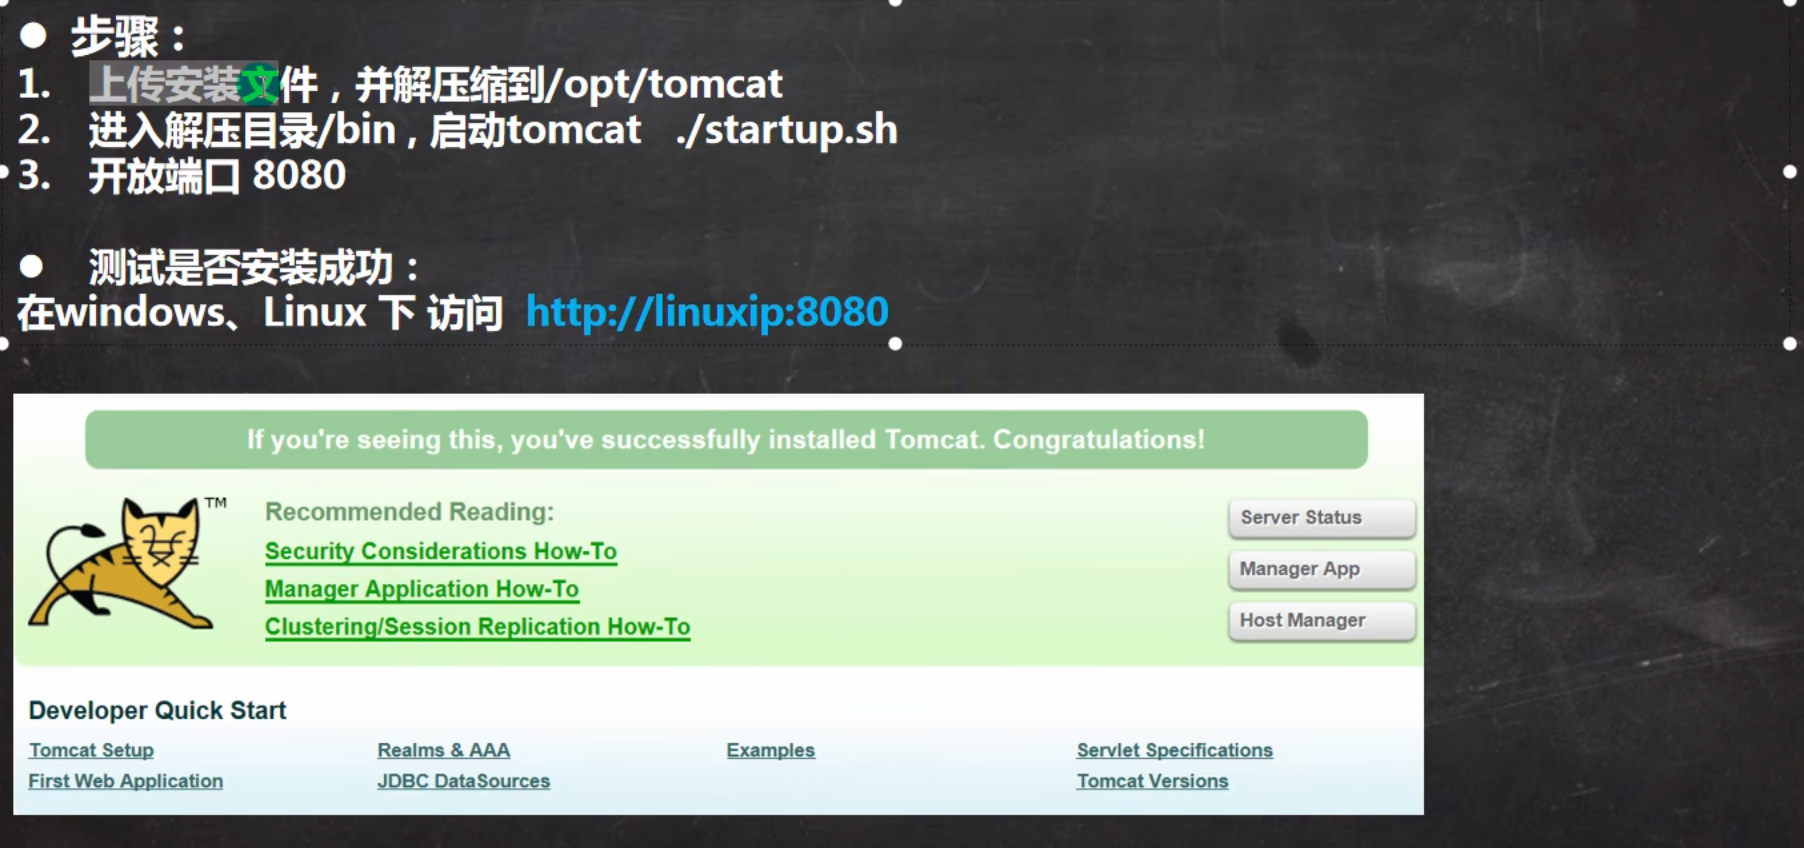 ● 步骤：
1. 上传安装文件，并解压缩到/opt/tomcat
2. 进入解压目录/bin，启动tomcat ./startup.sh
3. 开放端口 8080
● 测试是否安装成功：
在windows、Linux 下 访问 http://linuxip:8080
If you're seeing this, you've successfully installed Tomcat. Congratulations!
TM
Recommended Reading:
Security Considerations How-To
Manager Application How-To
Clustering/Session Replication How-To
Server Status
Manager App
Host Manager
Developer Quick Start
Tomcat Setup Realms & AAA Examples Servlet Specifications
First Web Application JDBC DataSources Tomcat Versions